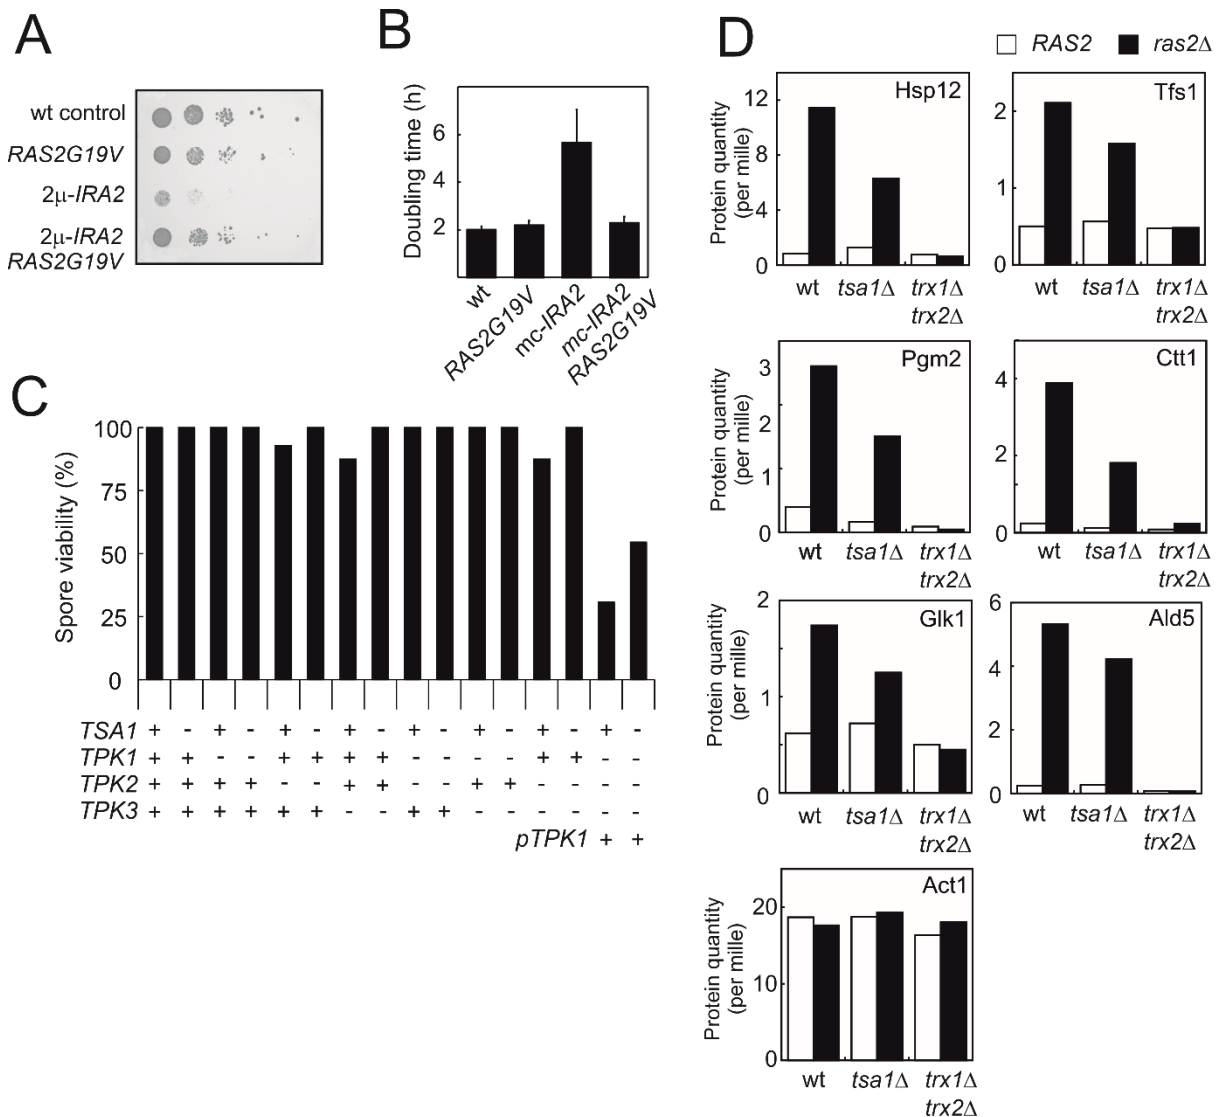 A
wt control
RAS2G19V
2µ-IRA2
2µ-IRA2
RAS2G19V
B
Doubling time (h)
6
4
2
wt
RAS2G19V
mc-IRA2
mc-IRA2
RAS2G19V
C
Spore viability (%)
100
75
50
25
0
TSA1 + - + - + - + - + - + - + - + -
TPK1 + + - - + + + + - - - - + + - -
TPK2 + + + + - - + + - - + + - - - -
TPK3 + + + + + + - - + + - - - - - -
pTPK1 + +
D
RAS2 ras2Δ
Hsp12
Protein quantity
(per mille)
12
8
4
0
wt tsa1Δ trx1Δ
trx2Δ
Tfs1
2
1
0
wt tsa1Δ trx1Δ
trx2Δ
Pgm2
Protein quantity
(per mille)
3
2
1
0
wt tsa1Δ trx1Δ
trx2Δ
Ctt1
4
2
0
wt tsa1Δ trx1Δ
trx2Δ
Glk1
Protein quantity
(per mille)
2
1
0
wt tsa1Δ trx1Δ
trx2Δ
Ald5
6
4
2
0
wt tsa1Δ trx1Δ
trx2Δ
Act1
Protein quantity
(per mille)
20
10
0
wt tsa1Δ trx1Δ
trx2Δ